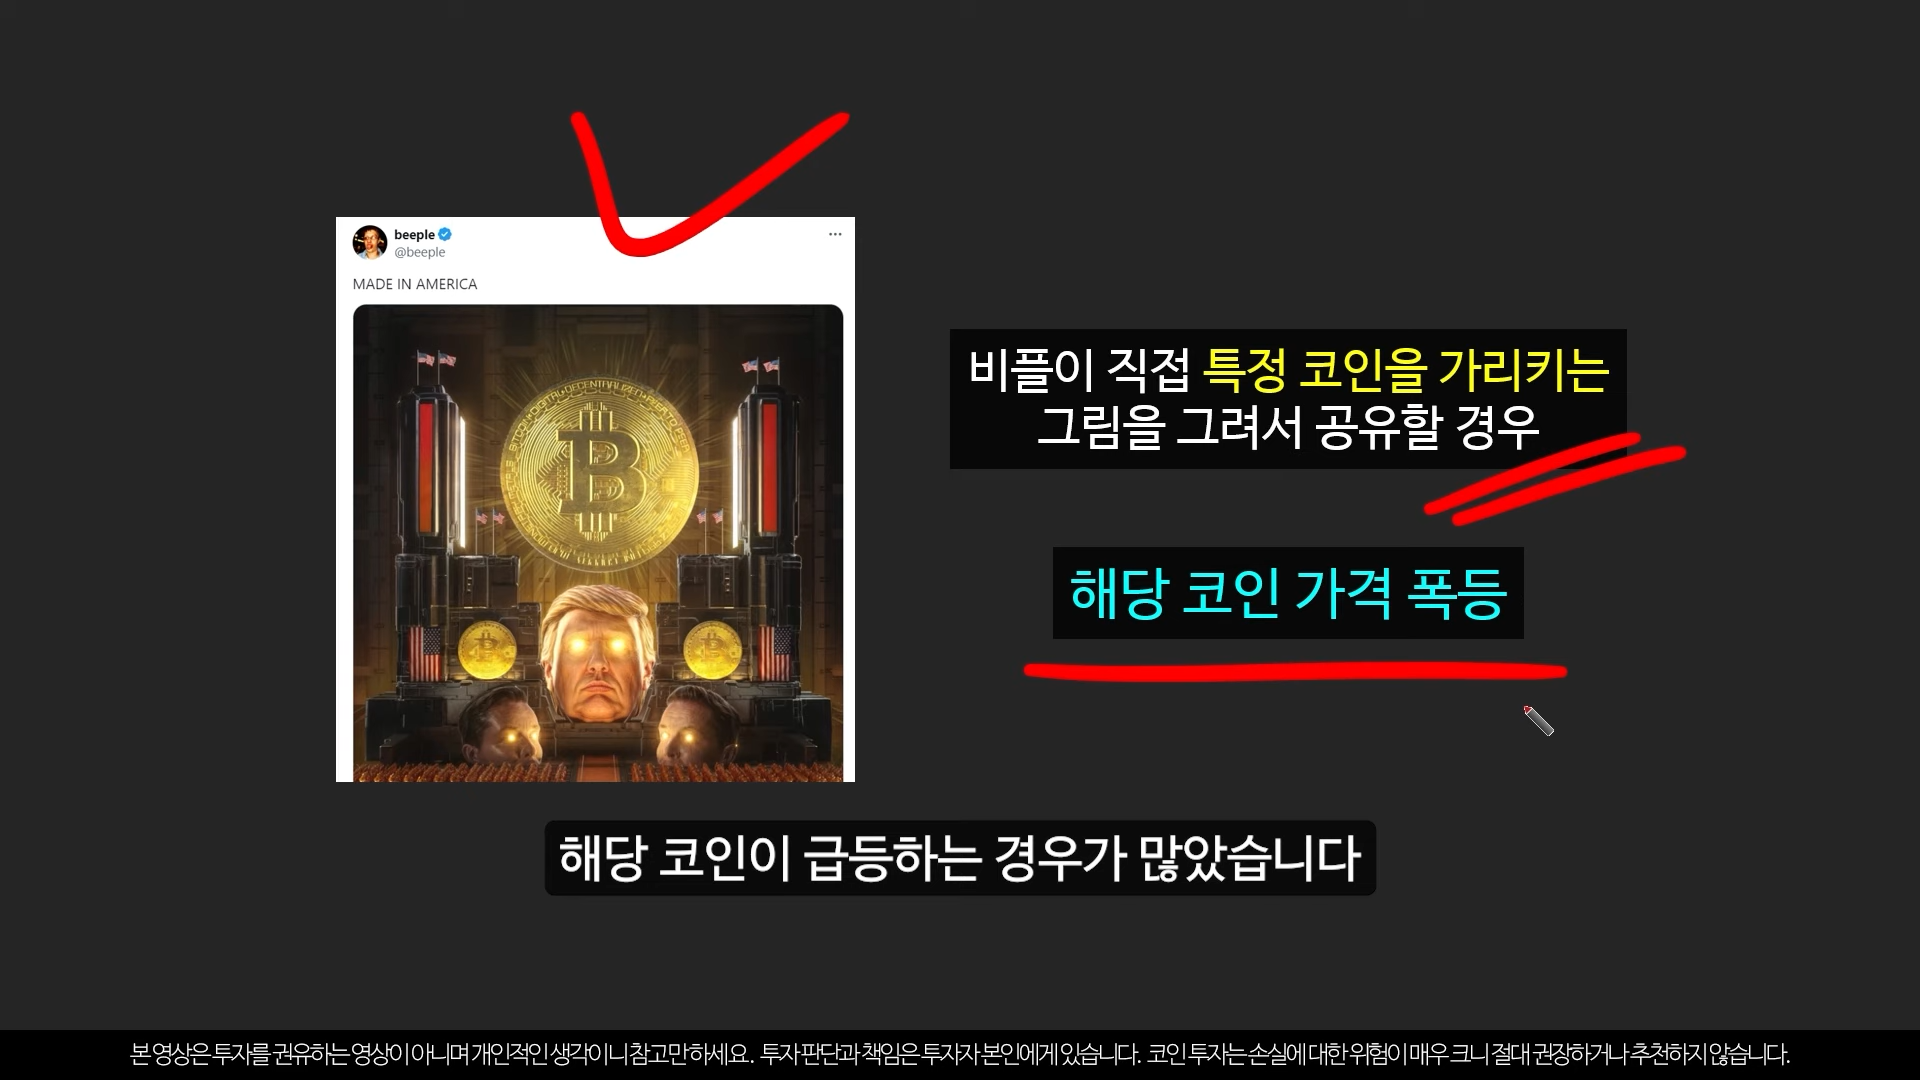 beeple
@beeple
MADE IN AMERICA
비플이 직접 특정 코인을 가리키는
그림을 그려서 공유할 경우
해당 코인 가격 폭등
해당 코인이 급등하는 경우가 많았습니다
본 영상은 투자를 권유하는 영상이 아니며 개인적인 생각이니 참고만 하세요. 투자 판단과 책임은 투자자 본인에게 있습니다. 코인 투자는 손실에 대한 위험이 매우 크니 절대 권장하거나 추천하지 않습니다.